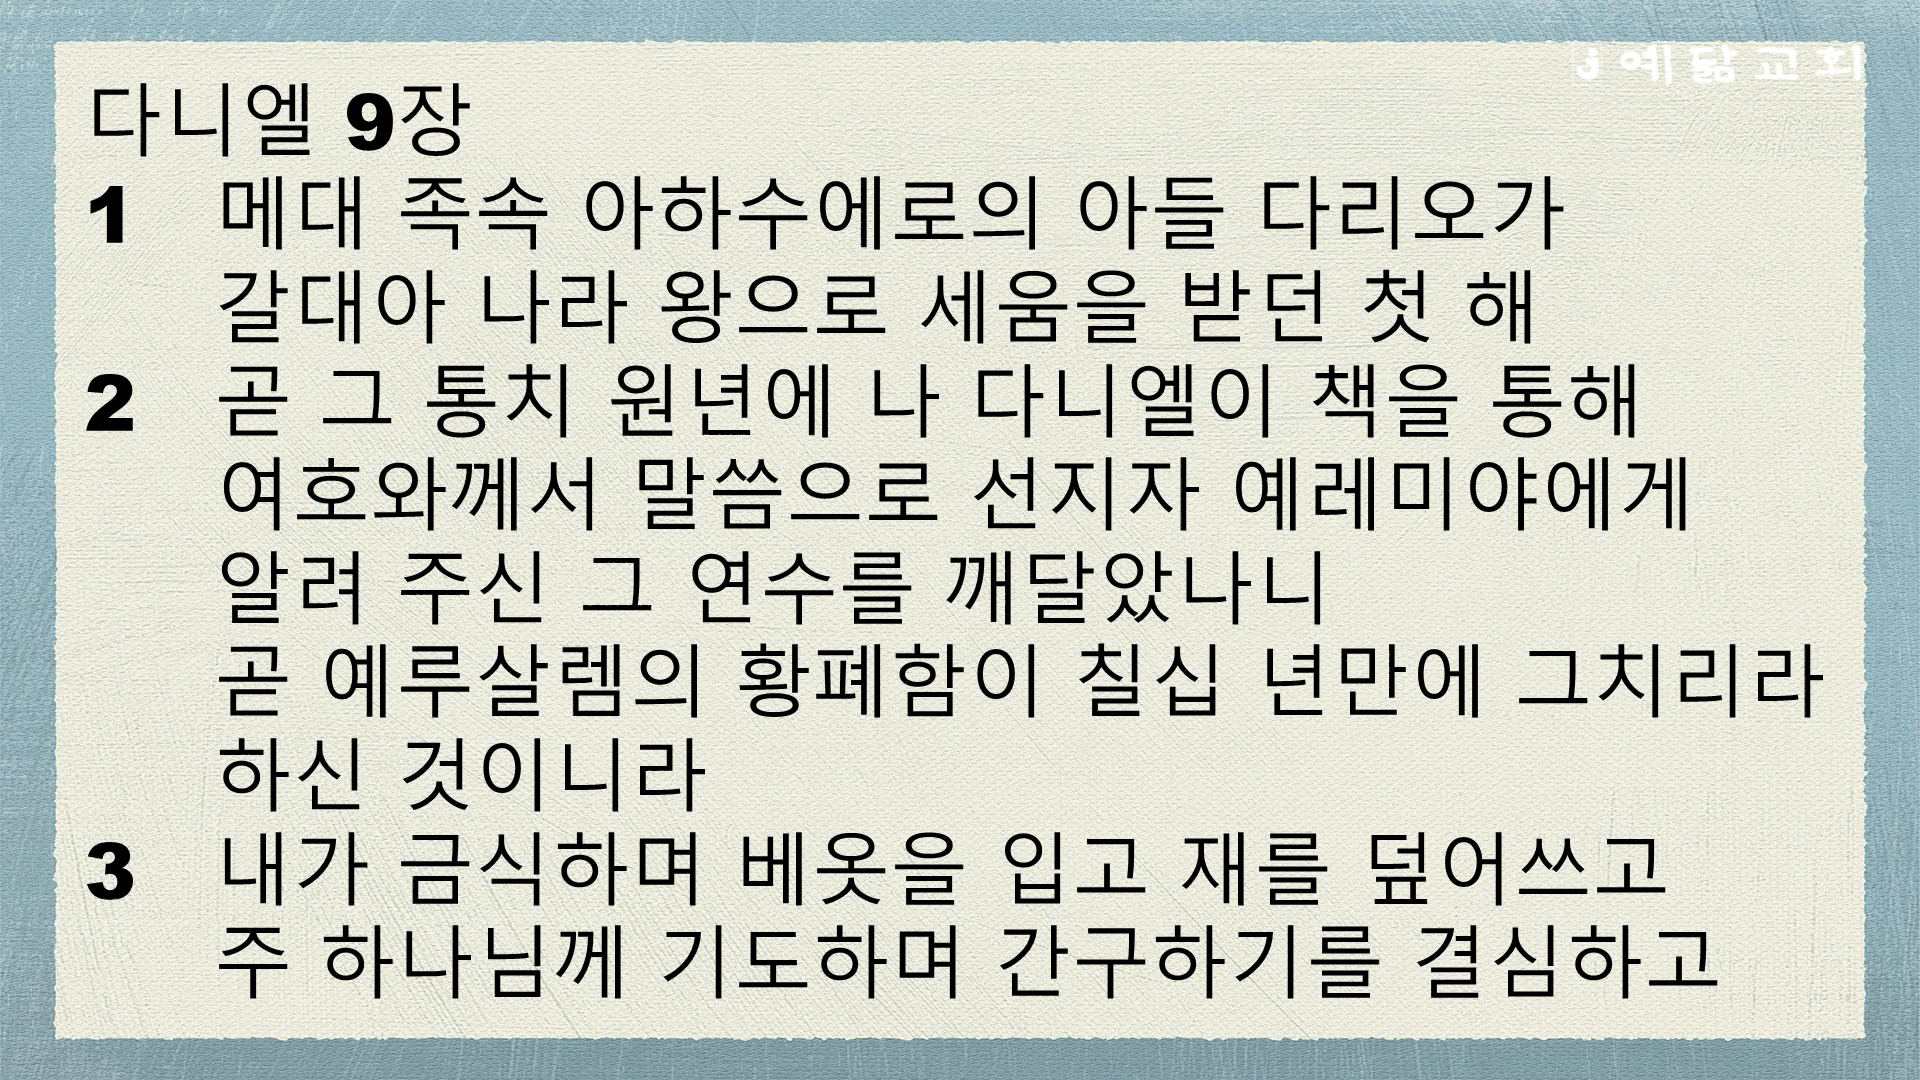 j 예닮교회
다니엘 9장
1 메대 족속 아하수에로의 아들 다리오가
갈대아 나라 왕으로 세움을 받던 첫 해
2 곧 그 통치 원년에 나 다니엘이 책을 통해
여호와께서 말씀으로 선지자 예레미야에게
알려 주신 그 연수를 깨달았나니
곧 예루살렘의 황폐함이 칠십 년만에 그치리라
하신 것이니라
3 내가 금식하며 베옷을 입고 재를 덮어쓰고
주 하나님께 기도하며 간구하기를 결심하고